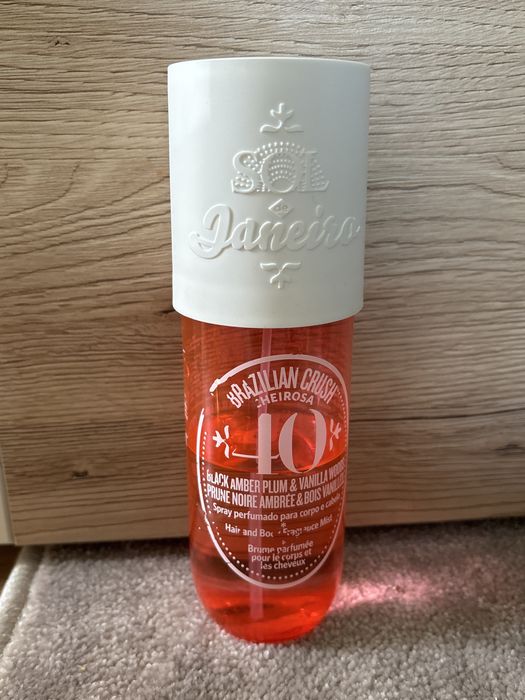 SOL
de
Janeiro
BRAZILIAN CRUSH
CHEIROSA
40
BLACK AMBER PLUM & VANILLA WOODS
PRUNE NOIRE AMBRÉE & BOIS VANILLÉ
Spray perfumado para corpo e cabelo
Hair and Body Fragrance Mist
Brume parfumée
pour le corps et
les cheveux